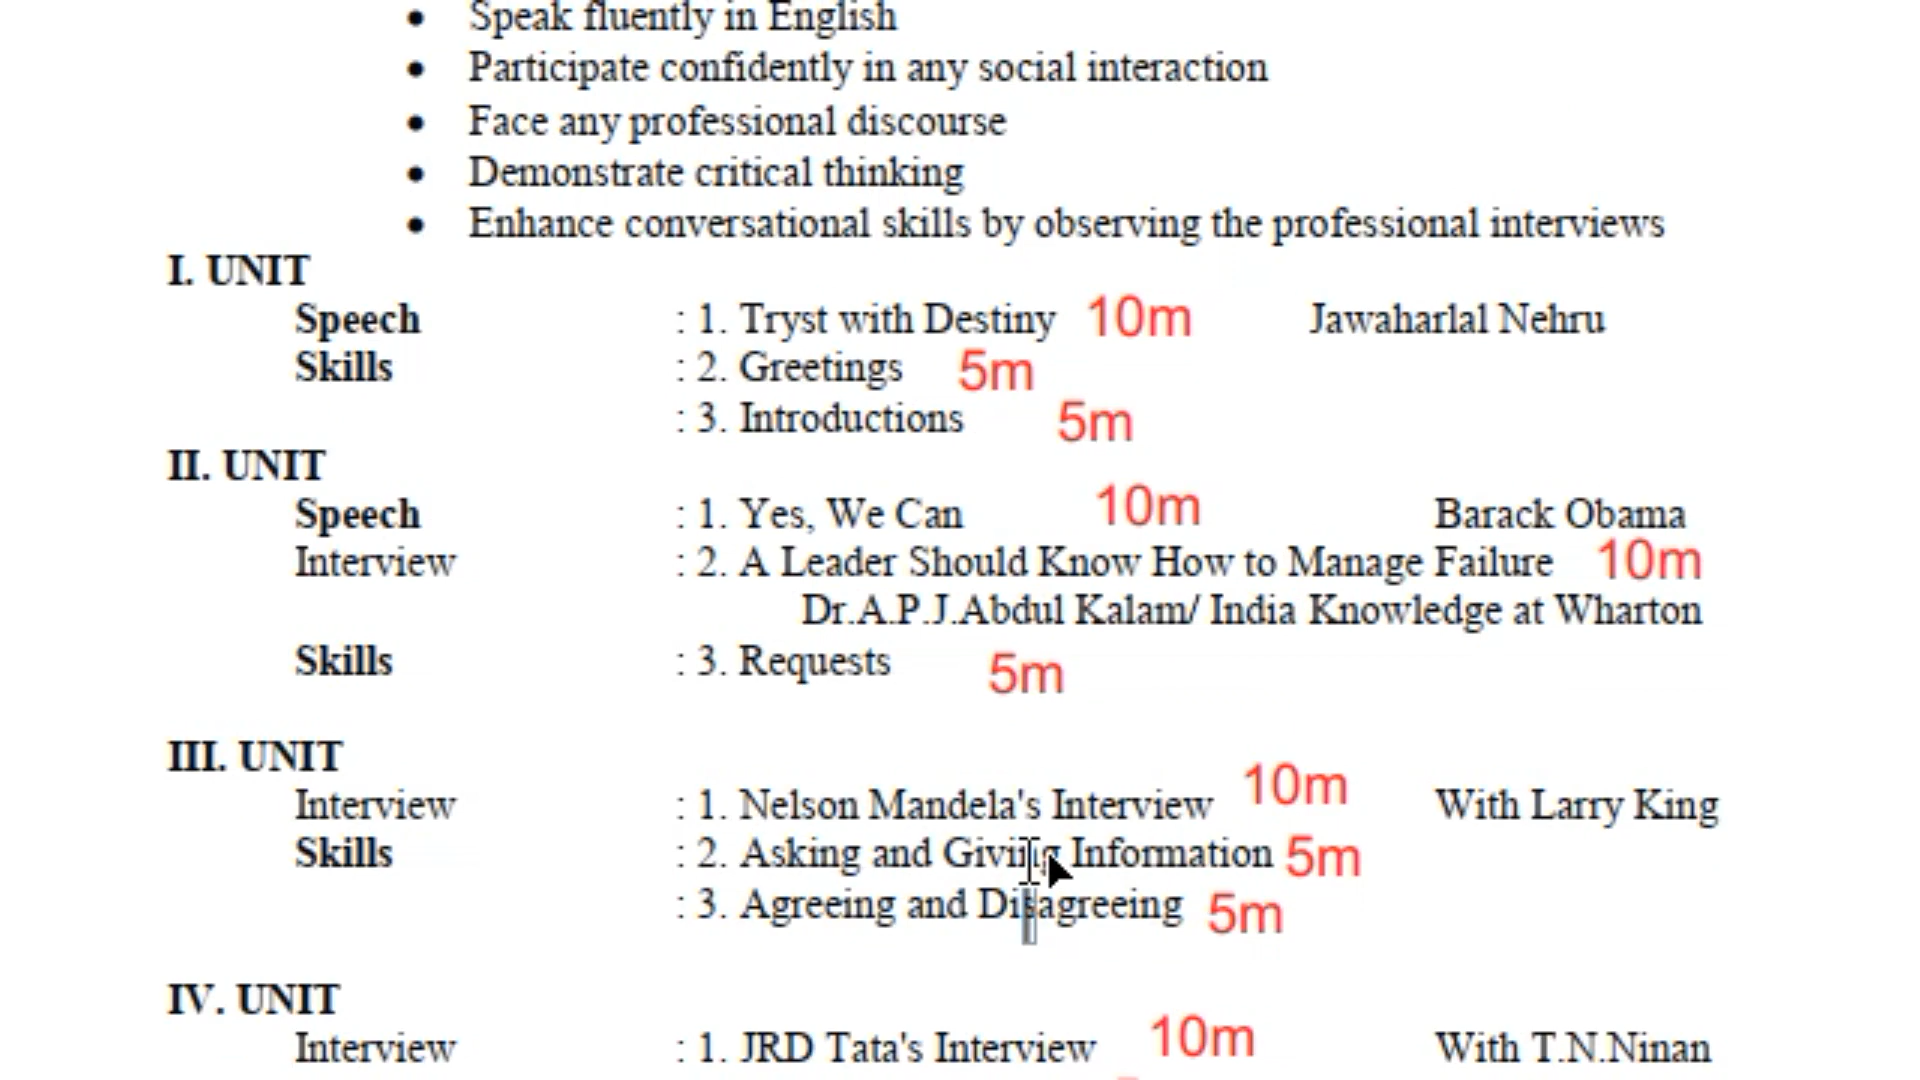 • Speak fluently in English
• Participate confidently in any social interaction
• Face any professional discourse
• Demonstrate critical thinking
• Enhance conversational skills by observing the professional interviews
I. UNIT
Speech : 1. Tryst with Destiny 10m Jawaharlal Nehru
Skills : 2. Greetings 5m
: 3. Introductions 5m
II. UNIT
Speech : 1. Yes, We Can 10m Barack Obama
Interview : 2. A Leader Should Know How to Manage Failure 10m
Dr.A.P.J.Abdul Kalam/ India Knowledge at Wharton
Skills : 3. Requests 5m
III. UNIT
Interview : 1. Nelson Mandela's Interview 10m With Larry King
Skills : 2. Asking and Giving Information 5m
: 3. Agreeing and Disagreeing 5m
IV. UNIT
Interview : 1. JRD Tata's Interview 10m With T.N.Ninan